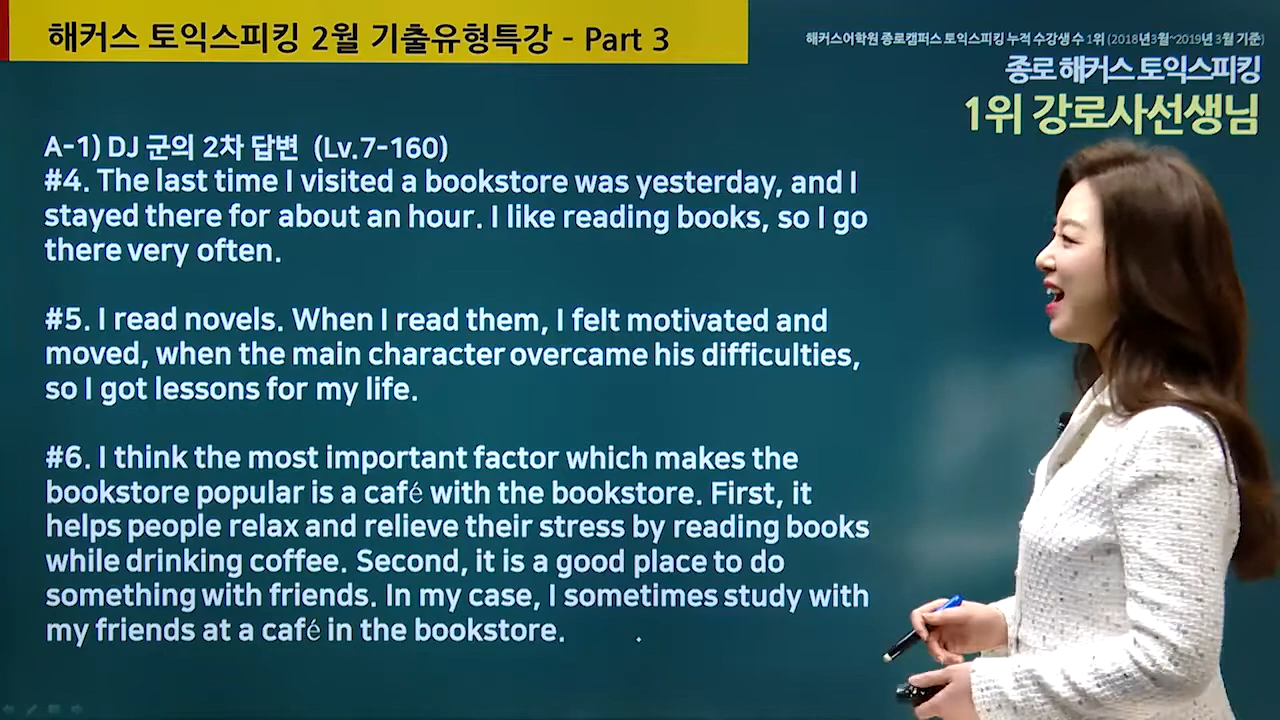 해커스 토익스피킹 2월 기출유형특강 - Part 3
해커스어학원 종로캠퍼스 토익스피킹 누적 수강생 수 1위 (2018년3월~2019년 3월 기준)
종로 해커스 토익스피킹
1위 강로사선생님
A-1) DJ 군의 2차 답변 (Lv.7-160)
#4. The last time I visited a bookstore was yesterday, and I
stayed there for about an hour. I like reading books, so I go
there very often.
#5. I read novels. When I read them, I felt motivated and
moved, when the main character overcame his difficulties,
so I got lessons for my life.
#6. I think the most important factor which makes the
bookstore popular is a café with the bookstore. First, it
helps people relax and relieve their stress by reading books
while drinking coffee. Second, it is a good place to do
something with friends. In my case, I sometimes study with
my friends at a café in the bookstore.